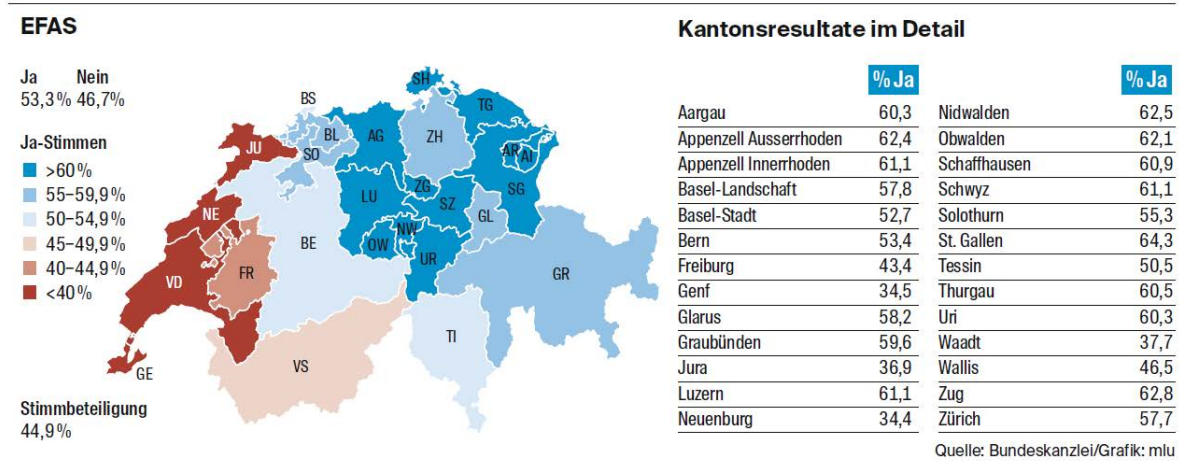 EFAS
Ja Nein
53,3% 46,7%
Ja-Stimmen
>60%
55–59,9%
50–54,9%
45–49,9%
40–44,9%
<40%
SH
BS
TG
BL
AG
ZH
JU
SO
AR AI
ZG
SG
LU
SZ
NE
GL
NW
BE
OW
UR
FR
GR
VD
TI
VS
GE
Stimmbeteiligung
44,9%
Kantonsresultate im Detail
% Ja
Aargau 60,3
Appenzell Ausserrhoden 62,4
Appenzell Innerrhoden 61,1
Basel-Landschaft 57,8
Basel-Stadt 52,7
Bern 53,4
Freiburg 43,4
Genf 34,5
Glarus 58,2
Graubünden 59,6
Jura 36,9
Luzern 61,1
Neuenburg 34,4
% Ja
Nidwalden 62,5
Obwalden 62,1
Schaffhausen 60,9
Schwyz 61,1
Solothurn 55,3
St. Gallen 64,3
Tessin 50,5
Thurgau 60,5
Uri 60,3
Waadt 37,7
Wallis 46,5
Zug 62,8
Zürich 57,7
Quelle: Bundeskanzlei/Grafik: mlu